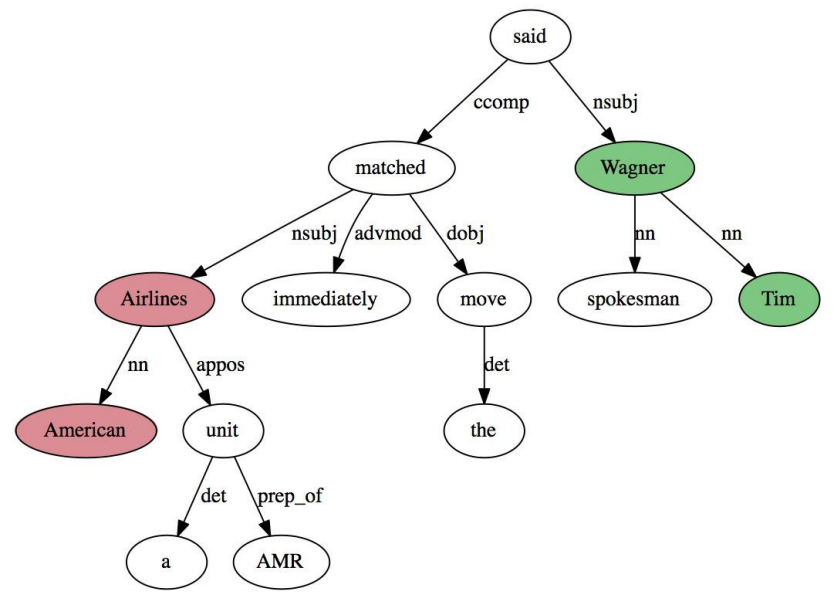 said
ccomp nsubj
matched Wagner
nsubj advmod dobj nn nn
Airlines immediately move spokesman Tim
nn appos det
American unit the
det prep_of
a AMR